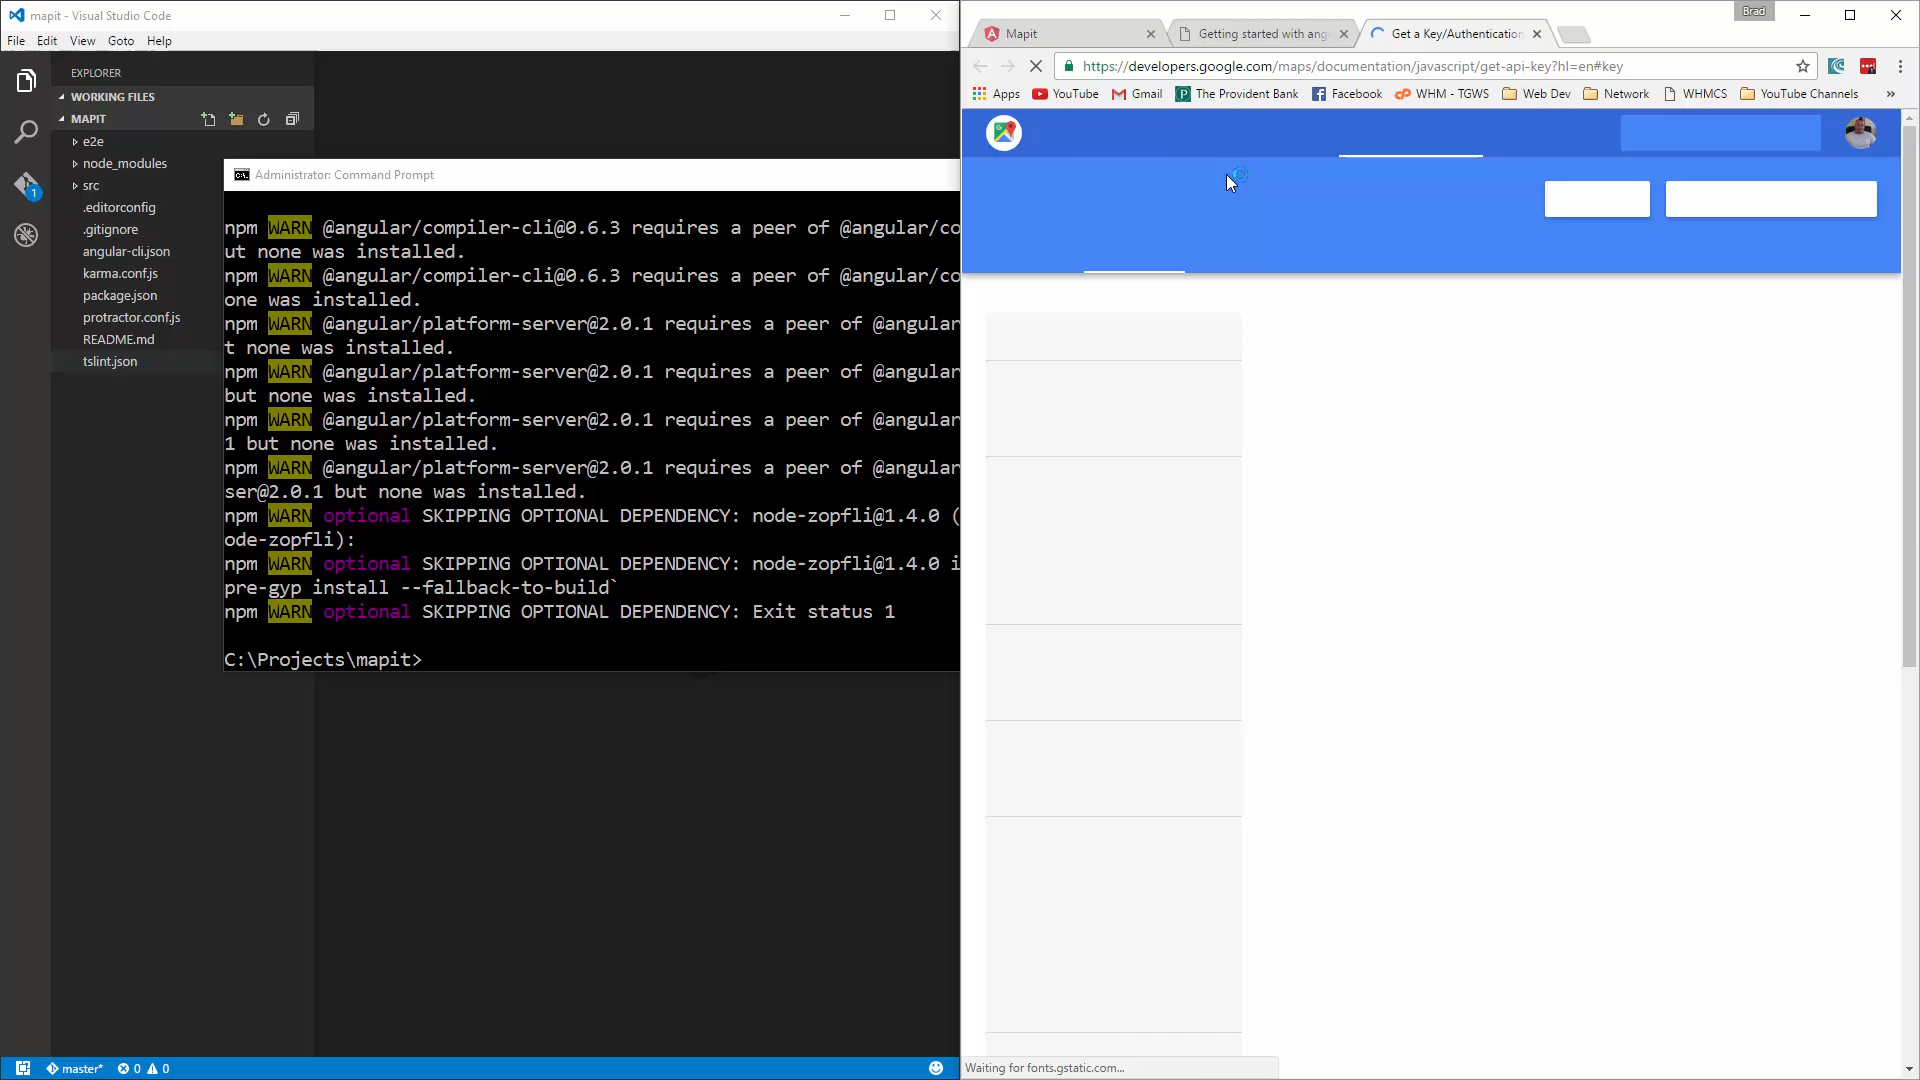 mapit - Visual Studio Code
File Edit View Goto Help
EXPLORER
WORKING FILES
MAPIT
e2e
node_modules
src
.editorconfig
.gitignore
angular-cli.json
karma.conf.js
package.json
protractor.conf.js
README.md
tslint.json
1
master* 0 0
Administrator: Command Prompt
npm WARN @angular/compiler-cli@0.6.3 requires a peer of @angular/co
ut none was installed.
npm WARN @angular/compiler-cli@0.6.3 requires a peer of @angular/co
one was installed.
npm WARN @angular/platform-server@2.0.1 requires a peer of @angular
t none was installed.
npm WARN @angular/platform-server@2.0.1 requires a peer of @angular
but none was installed.
npm WARN @angular/platform-server@2.0.1 requires a peer of @angular
1 but none was installed.
npm WARN @angular/platform-server@2.0.1 requires a peer of @angular
ser@2.0.1 but none was installed.
npm WARN optional SKIPPING OPTIONAL DEPENDENCY: node-zopfli@1.4.0 (
ode-zopfli):
npm WARN optional SKIPPING OPTIONAL DEPENDENCY: node-zopfli@1.4.0 i
pre-gyp install --fallback-to-build`
npm WARN optional SKIPPING OPTIONAL DEPENDENCY: Exit status 1
C:\Projects\mapit>
Brad
Mapit Getting started with ang Get a Key/Authentication
https://developers.google.com/maps/documentation/javascript/get-api-key?hl=en#key
Apps YouTube Gmail The Provident Bank Facebook WHM - TGWS Web Dev Network WHMCS YouTube Channels »
Waiting for fonts.gstatic.com...